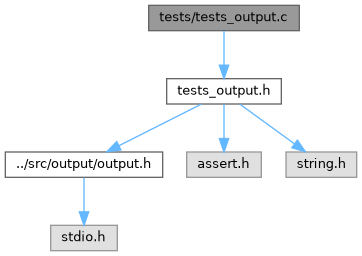 tests/tests_output.c
tests_output.h
../src/output/output.h
assert.h
string.h
stdio.h